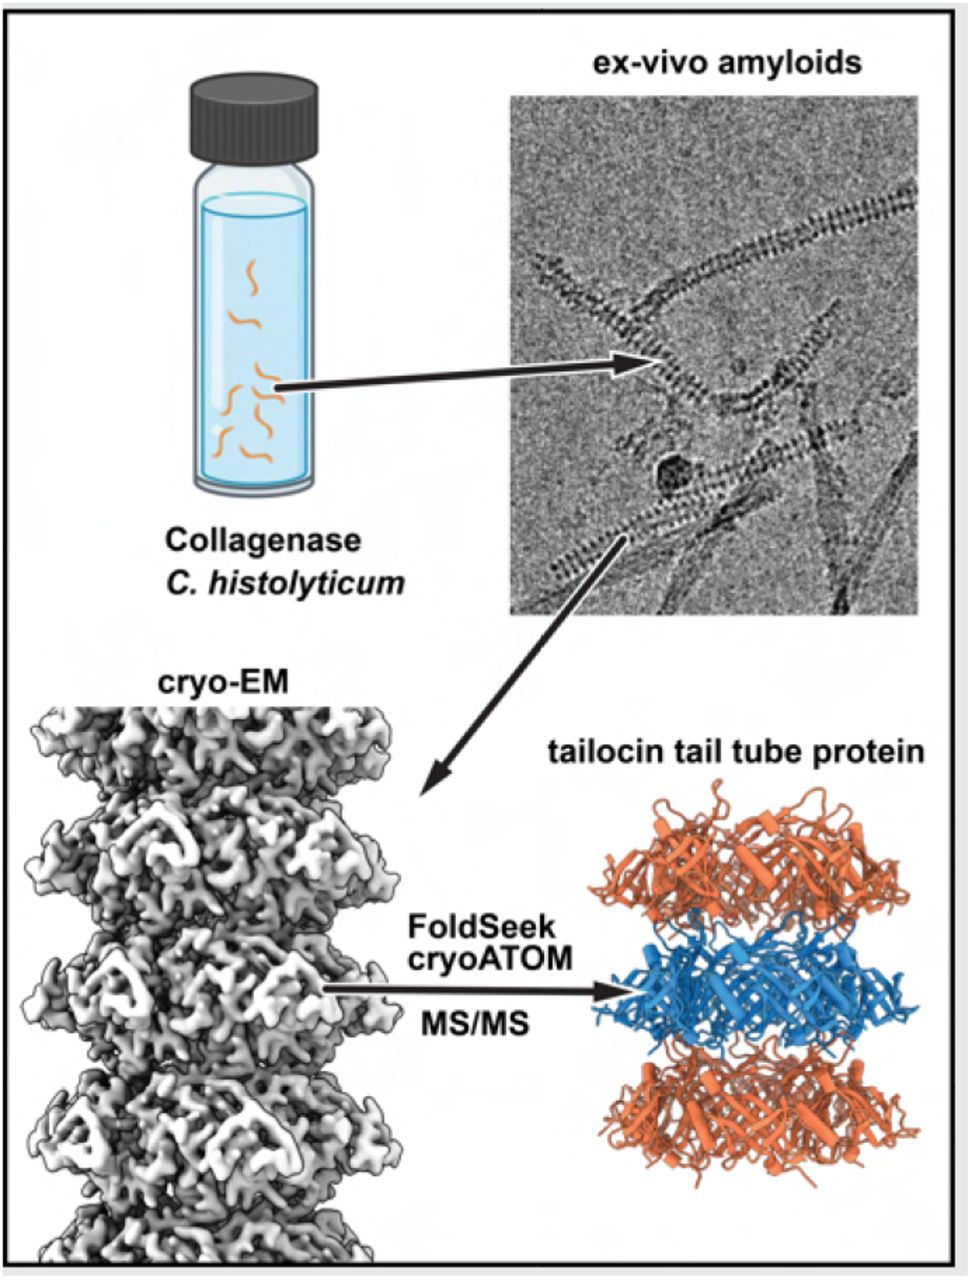 ex-vivo amyloids
Collagenase
C. histolyticum
cryo-EM
tailocin tail tube protein
FoldSeek
cryoATOM
MS/MS